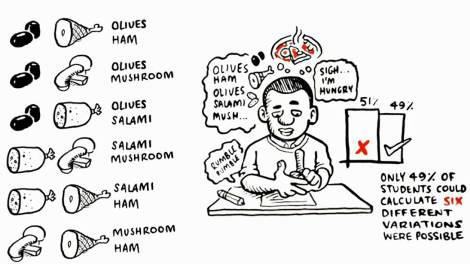 OLIVES
HAM
OLIVES
MUSHROOM
OLIVES
SALAMI
SALAMI
MUSHROOM
SALAMI
HAM
MUSHROOM
HAM
OLIVES
HAM
OLIVES
SALAMI
MUSH...
SIGH...
I'M
HUNGRY
RUMBLE
RUMBLE
51%
49%
ONLY 49% OF
STUDENTS COULD
CALCULATE SIX
DIFFERENT
VARIATIONS
WERE POSSIBLE